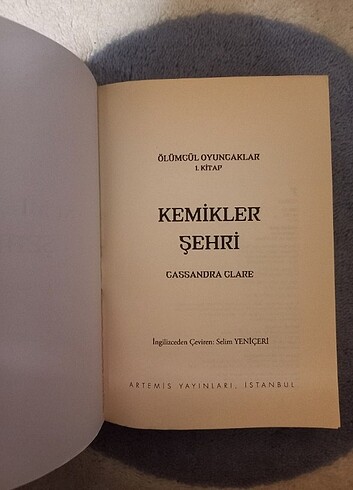 ÖLÜMCÜL OYUNCAKLAR
1. KİTAP
KEMİKLER
ŞEHRİ
CASSANDRA CLARE
İngilizceden Çeviren: Selim YENİÇERİ
ARTEMİS YAYINLARI, İSTANBUL